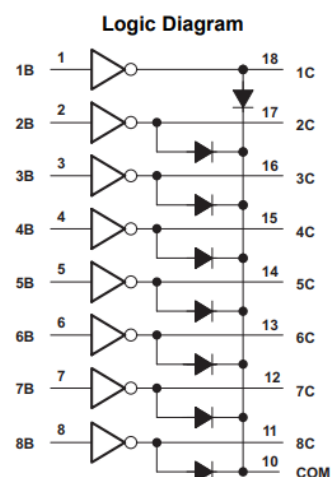 Logic Diagram
1B 1 18 1C
2B 2 17 2C
3B 3 16 3C
4B 4 15 4C
5B 5 14 5C
6B 6 13 6C
7B 7 12 7C
8B 8 11 8C
10 COM